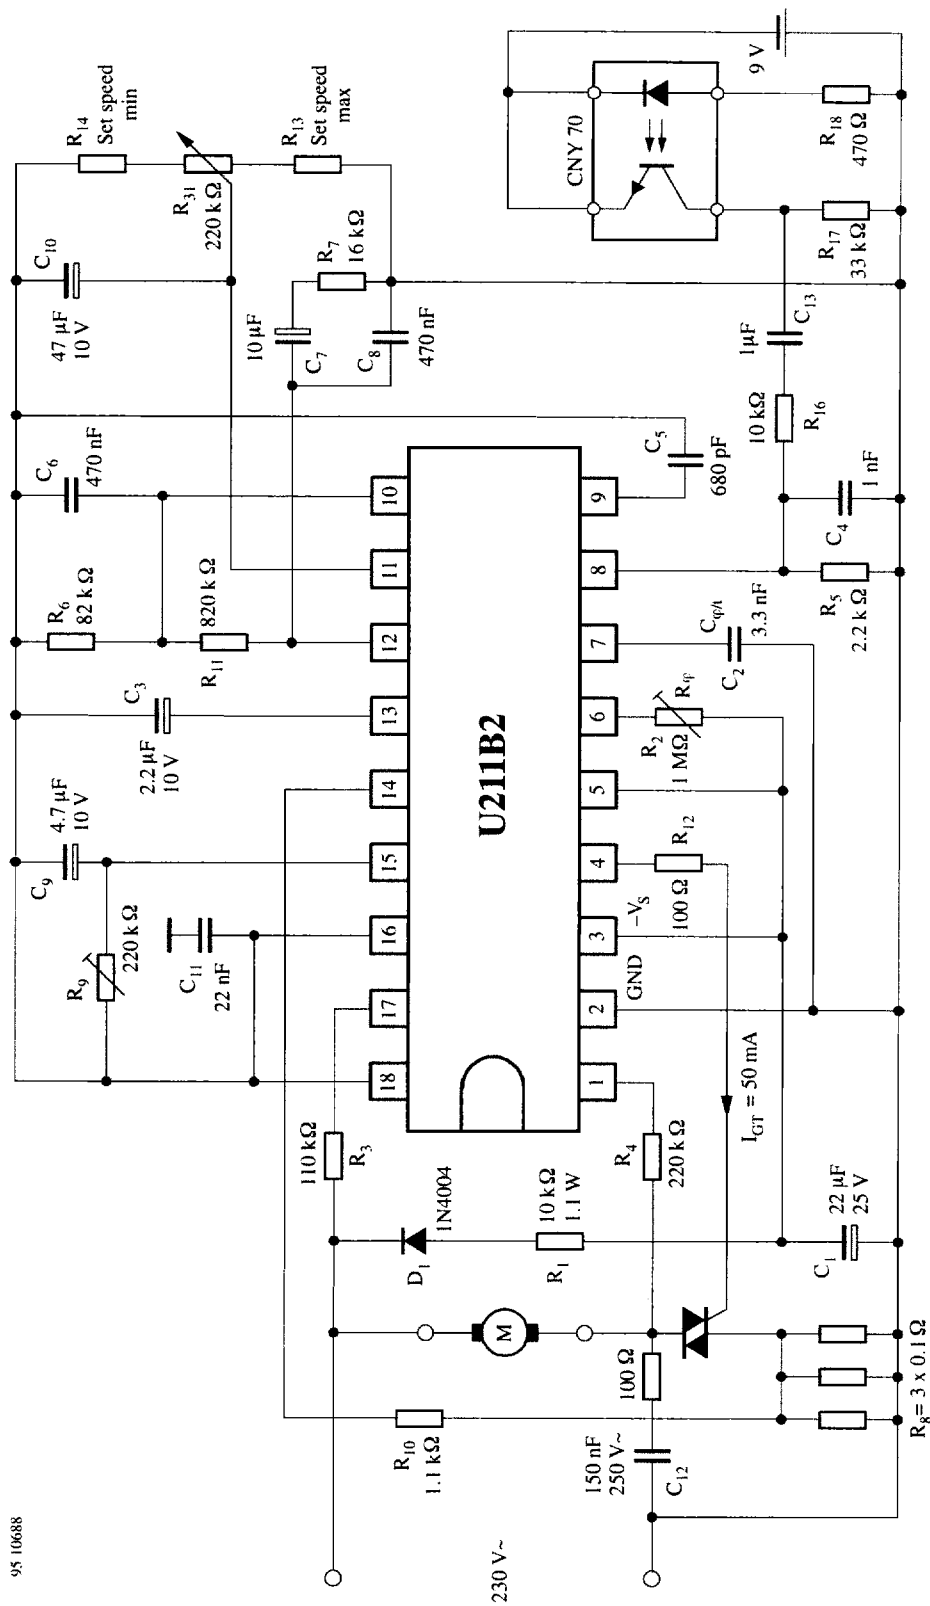 95 10688
230 V~
R₁₀
1.1 kΩ
150 nF
250 V~
C₁₂
100 Ω
M
R₈= 3 x 0.1 Ω
D₁
1N4004
10 kΩ
1.1 W
R₁
C₁
22 µF
25 V
110 kΩ
R₃
R₄
220 kΩ
I_GT = 50 mA
R₉
220 kΩ
C₉
4.7 µF
10 V
C₁₁
22 nF
2.2 µF
10 V
C₃
R₆
82 kΩ
R₁₁
820 kΩ
C₆
470 nF
47 µF
10 V
C₁₀
R₁₄
Set speed
min
R₃₁
220 kΩ
R₁₃
Set speed
max
R₇
16 kΩ
10 µF
C₇
C₈
470 nF
18
17
16
15
14
13
12
11
10
U211B2
1
2
3
4
5
6
7
8
9
GND
−V_S
100 Ω
R₁₂
R₂
1 MΩ
R_φ
C₂
C_φ/t
3.3 nF
R₅
2.2 kΩ
C₄
1 nF
C₅
680 pF
10 kΩ
R₁₆
1µF
C₁₃
R₁₇
33 kΩ
R₁₈
470 Ω
CNY 70
9 V